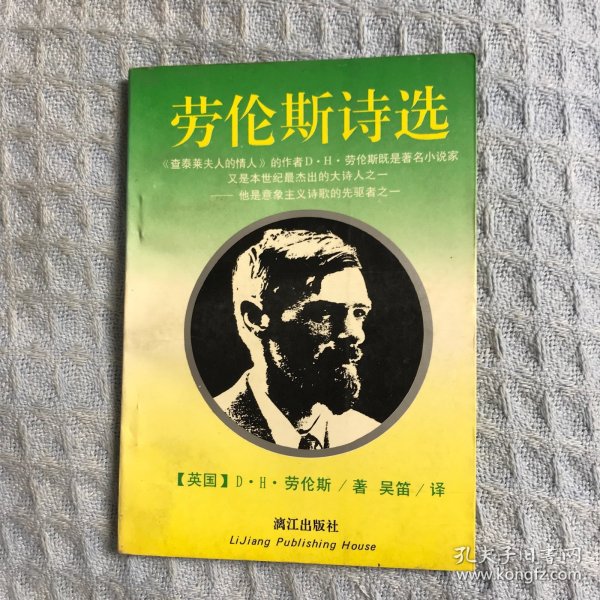 劳伦斯诗选
《查泰莱夫人的情人》的作者D·H·劳伦斯既是著名小说家
又是本世纪最杰出的大诗人之一
——他是意象主义诗歌的先驱者之一
【英国】D·H·劳伦斯／著 吴笛／译
漓江出版社
LiJiang Publishing House
孔夫子旧书网
www.kongfz.com